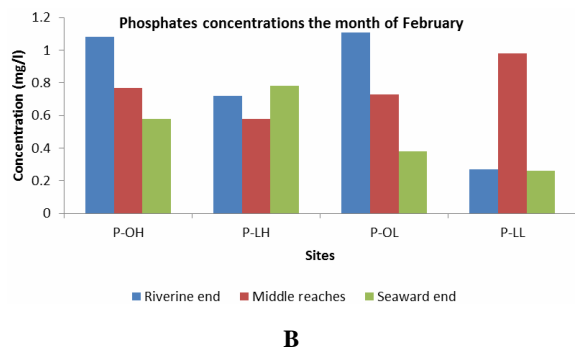 Phosphates concentrations the month of February
1.2
1
0.8
0.6
0.4
0.2
0
Concentration (mg/l)
P-OH P-LH P-OL P-LL
Sites
Riverine end Middle reaches Seaward end
B